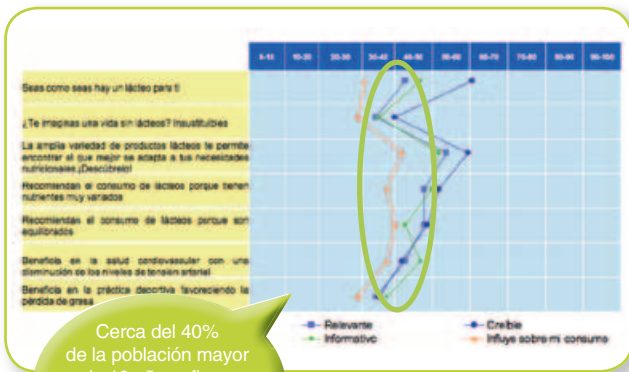 0-10 10-20 20-30 30-40 40-50 50-60 60-70 70-80 80-90 90-100
Seas como seas hay un lácteo para ti
¿Te imaginas una vida sin lácteos? Insustituibles
La amplia variedad de productos lácteos te permite
encontrar el que mejor se adapta a tus necesidades
nutricionales ¡Descúbrelo!
Recomiendan el consumo de lácteos porque tienen
nutrientes muy variados
Recomiendan el consumo de lácteos porque son
equilibrados
Beneficia en la salud cardiovascular con una
disminución de los niveles de tensión arterial
Beneficia en la práctica deportiva favoreciendo la
pérdida de grasa
Relevante
Creíble
Informativo
Influye sobre mi consumo
Cerca del 40%
de la población mayor